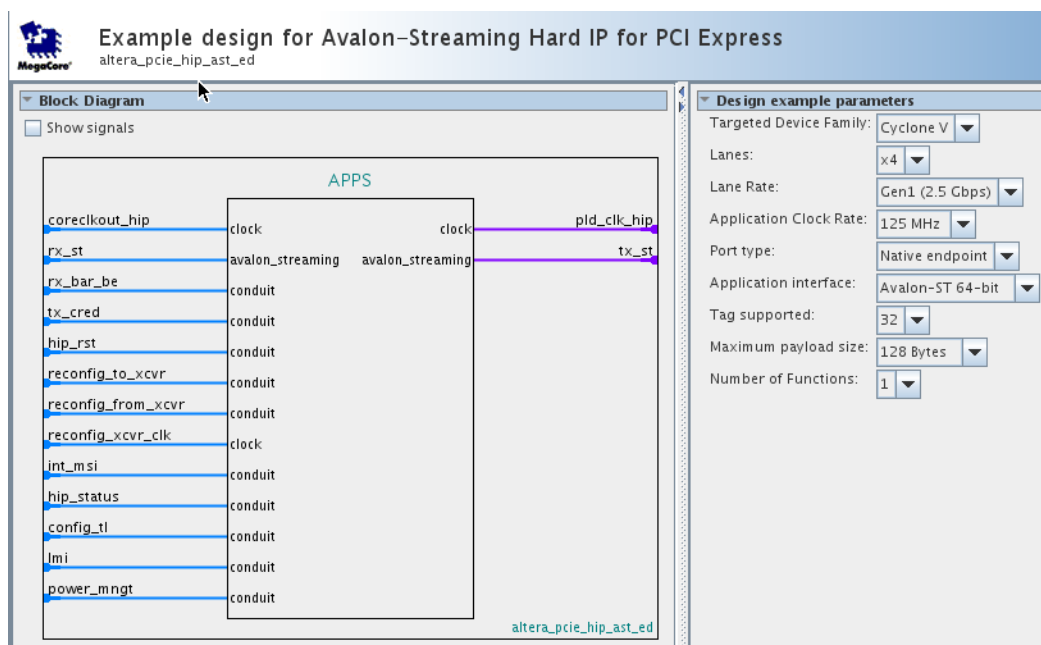 MegaCore®
Example design for Avalon-Streaming Hard IP for PCI Express
altera_pcie_hip_ast_ed
Block Diagram
Show signals
APPS
coreclkout_hip
clock
clock
pld_clk_hip
rx_st
avalon_streaming
avalon_streaming
tx_st
rx_bar_be
conduit
tx_cred
conduit
hip_rst
conduit
reconfig_to_xcvr
conduit
reconfig_from_xcvr
conduit
reconfig_xcvr_clk
clock
int_msi
conduit
hip_status
conduit
config_tl
conduit
lmi
conduit
power_mngt
conduit
altera_pcie_hip_ast_ed
Design example parameters
Targeted Device Family: Cyclone V
Lanes: x4
Lane Rate: Gen1 (2.5 Gbps)
Application Clock Rate: 125 MHz
Port type: Native endpoint
Application interface: Avalon-ST 64-bit
Tag supported: 32
Maximum payload size: 128 Bytes
Number of Functions: 1